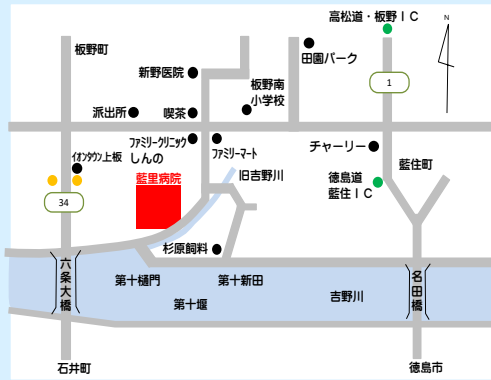 高松道・板野IC
N
板野町
新野医院
田園パーク
板野南
小学校
1
派出所
喫茶
ファミリークリニック
しんの
ファミリーマート
チャーリー
イオンタウン上板
藍里病院
旧吉野川
藍住町
徳島道
藍住IC
34
杉原飼料
六条大橋
第十樋門
第十新田
第十堰
吉野川
名田橋
石井町
徳島市